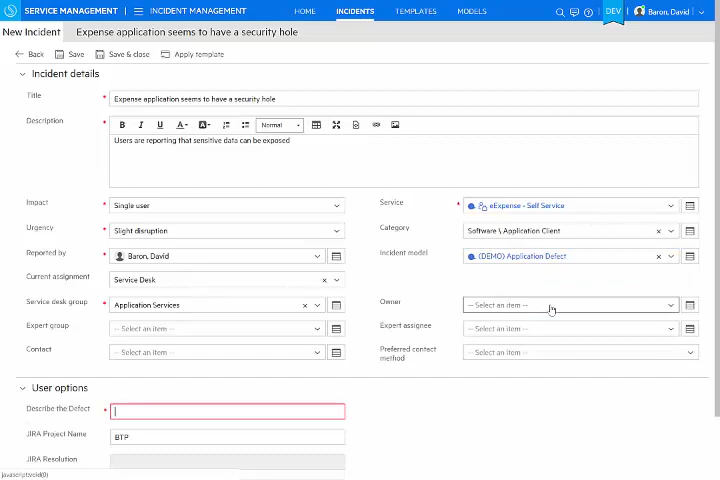 SERVICE MANAGEMENT INCIDENT MANAGEMENT HOME INCIDENTS TEMPLATES MODELS DEV Baron, David
New Incident Expense application seems to have a security hole
Back Save Save & close Apply template
Incident details
Title * Expense application seems to have a security hole
Description * B I U A A Normal
Users are reporting that sensitive data can be exposed
Impact Single user Service * eExpense - Self Service
Urgency Slight disruption Category Software \ Application Client
Reported by * Baron, David Incident model (DEMO) Application Defect
Current assignment Service Desk
Service desk group * Application Services Owner -- Select an item --
Expert group -- Select an item -- Expert assignee -- Select an item --
Contact -- Select an item -- Preferred contact method -- Select an item --
User options
Describe the Defect *
JIRA Project Name BTP
JIRA Resolution
javascript:void(0)